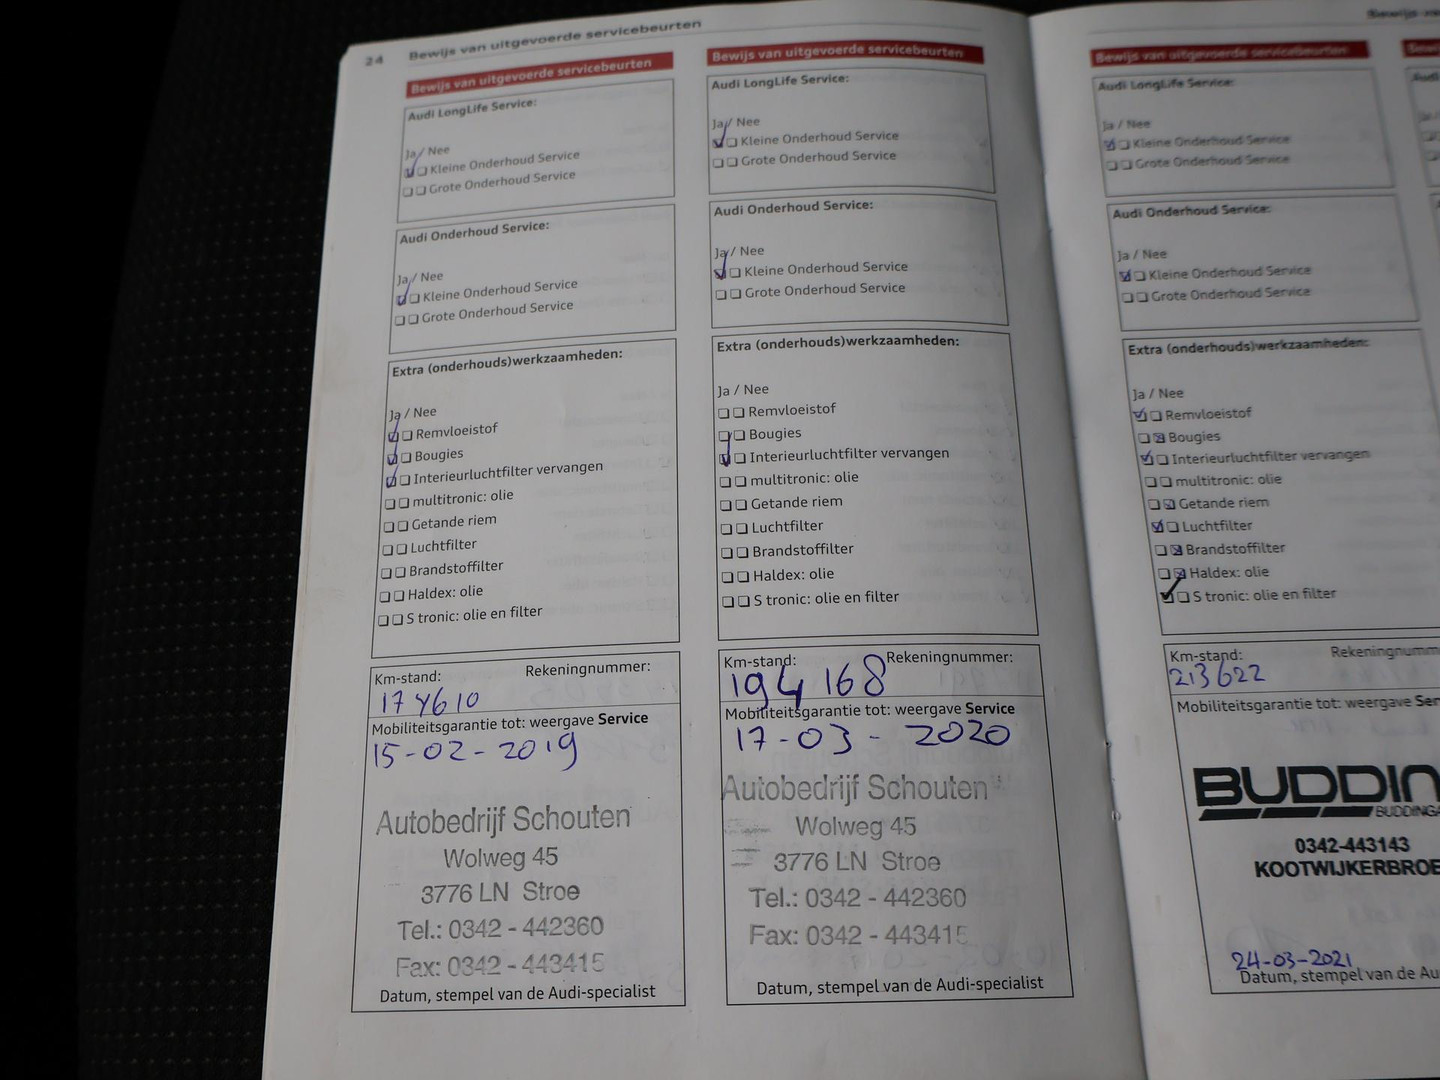 24 Bewijs van uitgevoerde servicebeurten
Bewijs van uitgevoerde servicebeurten
Audi LongLife Service:
Ja / Nee
Kleine Onderhoud Service
Grote Onderhoud Service
Audi Onderhoud Service:
Ja / Nee
Kleine Onderhoud Service
Grote Onderhoud Service
Extra (onderhouds)werkzaamheden:
Ja / Nee
Remvloeistof
Bougies
Interieurluchtfilter vervangen
multitronic: olie
Getande riem
Luchtfilter
Brandstoffilter
Haldex: olie
S tronic: olie en filter
Km-stand: Rekeningnummer:
Mobiliteitsgarantie tot: weergave Service
15-02-2019
Autobedrijf Schouten
Wolweg 45
3776 LN Stroe
Tel.: 0342 - 442360
Fax: 0342 - 443415
Datum, stempel van de Audi-specialist
Bewijs van uitgevoerde servicebeurten
Audi LongLife Service:
Ja / Nee
Kleine Onderhoud Service
Grote Onderhoud Service
Audi Onderhoud Service:
Ja / Nee
Kleine Onderhoud Service
Grote Onderhoud Service
Extra (onderhouds)werkzaamheden:
Ja / Nee
Remvloeistof
Bougies
Interieurluchtfilter vervangen
multitronic: olie
Getande riem
Luchtfilter
Brandstoffilter
Haldex: olie
S tronic: olie en filter
Km-stand: Rekeningnummer:
194168
Mobiliteitsgarantie tot: weergave Service
17-03-2020
Autobedrijf Schouten
Wolweg 45
3776 LN Stroe
Tel.: 0342 - 442360
Fax: 0342 - 443415
Datum, stempel van de Audi-specialist
Bewijs van uitgevoerde servicebeurten
Audi LongLife Service:
Ja / Nee
Kleine Onderhoud Service
Grote Onderhoud Service
Audi Onderhoud Service:
Ja / Nee
Kleine Onderhoud Service
Grote Onderhoud Service
Extra (onderhouds)werkzaamheden:
Ja / Nee
Remvloeistof
Bougies
Interieurluchtfilter vervangen
multitronic: olie
Getande riem
Luchtfilter
Brandstoffilter
Haldex: olie
S tronic: olie en filter
Km-stand: Rekeningnumm
213622
Mobiliteitsgarantie tot: weergave Ser
BUDDIN
BUDDINGA
0342-443143
KOOTWIJKERBROE
24-03-2021
Datum, stempel van de Au